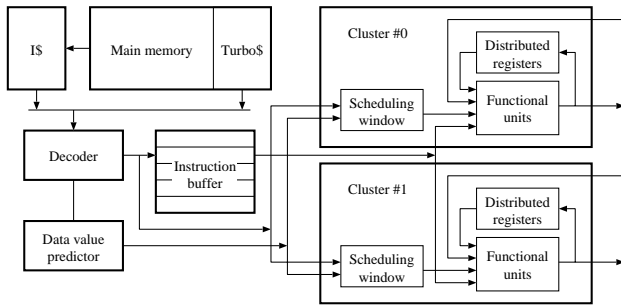 I$
Main memory
Turbo$
Decoder
Instruction
buffer
Data value
predictor
Cluster #0
Distributed
registers
Scheduling
window
Functional
units
Cluster #1
Distributed
registers
Scheduling
window
Functional
units